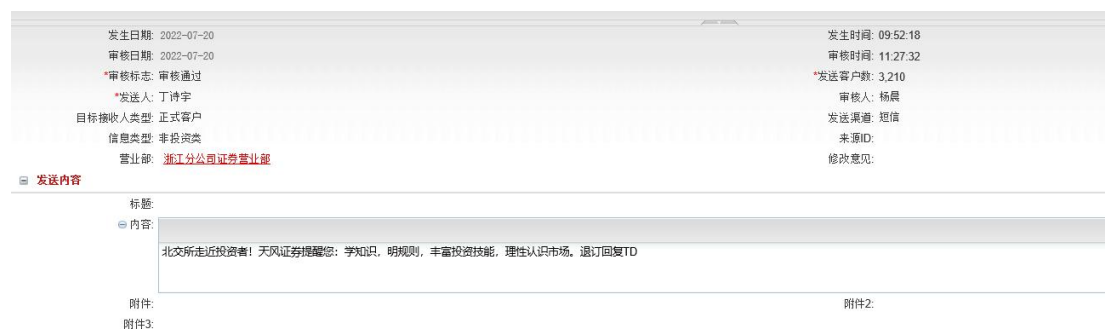 发生日期: 2022-07-20 发生时间: 09:52:18
审核日期: 2022-07-20 审核时间: 11:27:32
*审核标志: 审核通过 *发送客户数: 3,210
*发送人: 丁诗宇 审核人: 杨晨
目标接收人类型: 正式客户 发送渠道: 短信
信息类型: 非投资类 来源ID:
营业部: 浙江分公司证券营业部 修改意见:
发送内容
标题:
内容:
北交所走近投资者！天风证券提醒您：学知识，明规则，丰富投资技能，理性认识市场。退订回复TD
附件: 附件2:
附件3: